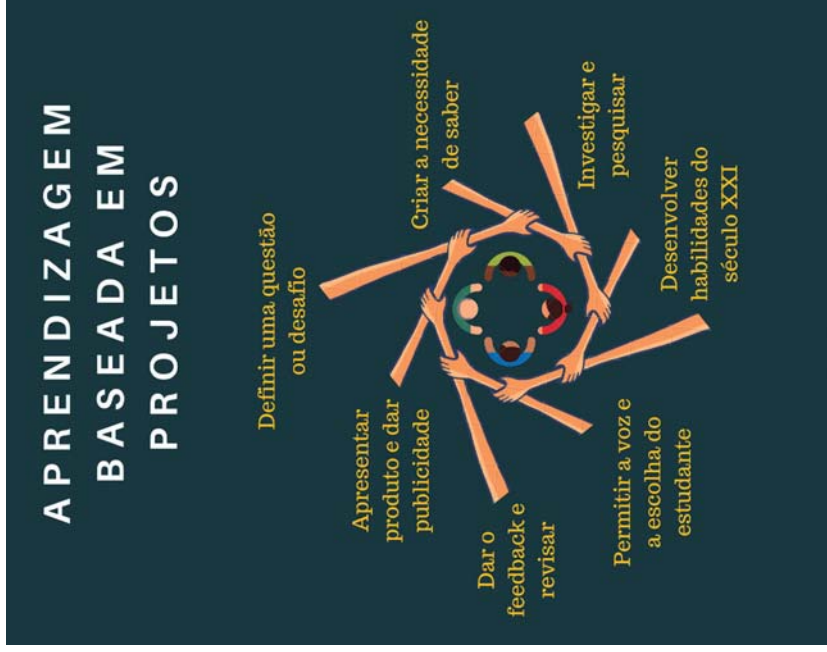 APRENDIZAGEM
BASEADA EM
PROJETOS
Definir uma questão
ou desafio
Criar a necessidade
de saber
Investigar e
pesquisar
Desenvolver
habilidades do
século XXI
Permitir a voz e
a escolha do
estudante
Dar o
feedback e
revisar
Apresentar
produto e dar
publicidade